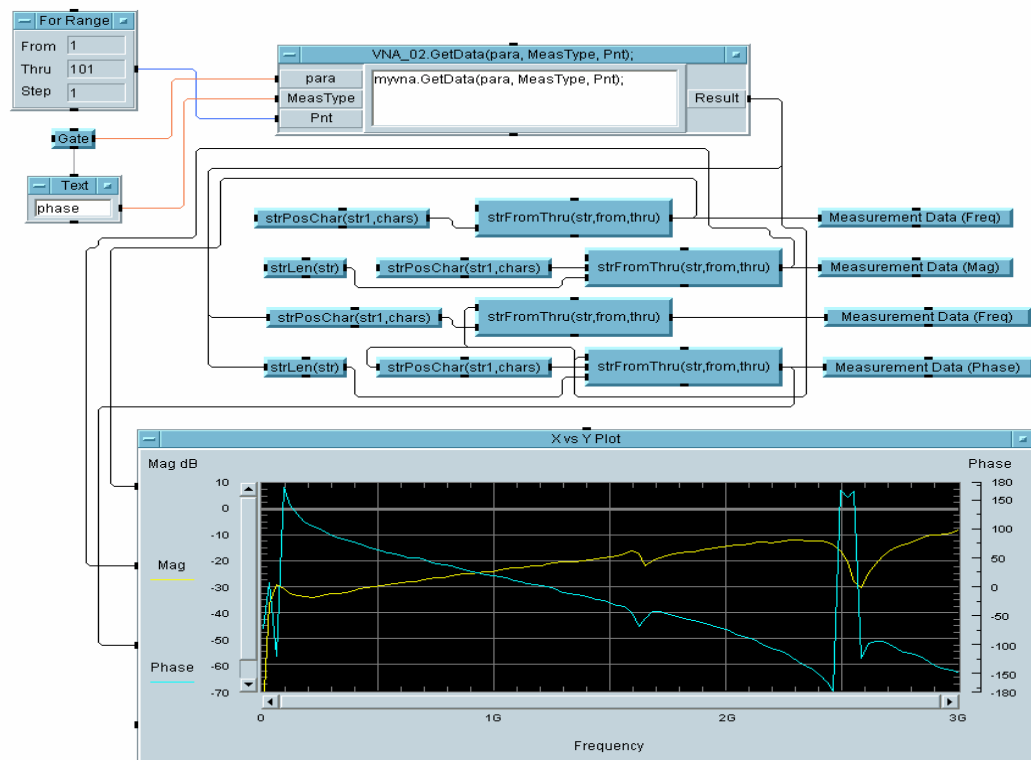 For Range
From 1
Thru 101
Step 1
VNA_02.GetData(para, MeasType, Pnt);
para
MeasType
Pnt
myvna.GetData(para, MeasType, Pnt);
Result
Gate
Text
phase
strPosChar(str1,chars)
strFromThru(str,from,thru)
Measurement Data (Freq)
strLen(str)
strPosChar(str1,chars)
strFromThru(str,from,thru)
Measurement Data (Mag)
strPosChar(str1,chars)
strFromThru(str,from,thru)
Measurement Data (Freq)
strLen(str)
strPosChar(str1,chars)
strFromThru(str,from,thru)
Measurement Data (Phase)
X vs Y Plot
Mag dB
Phase
10
0
-10
-20
-30
-40
-50
-60
-70
180
150
100
50
0
-50
-100
-150
-180
Mag
Phase
0
1G
2G
3G
Frequency